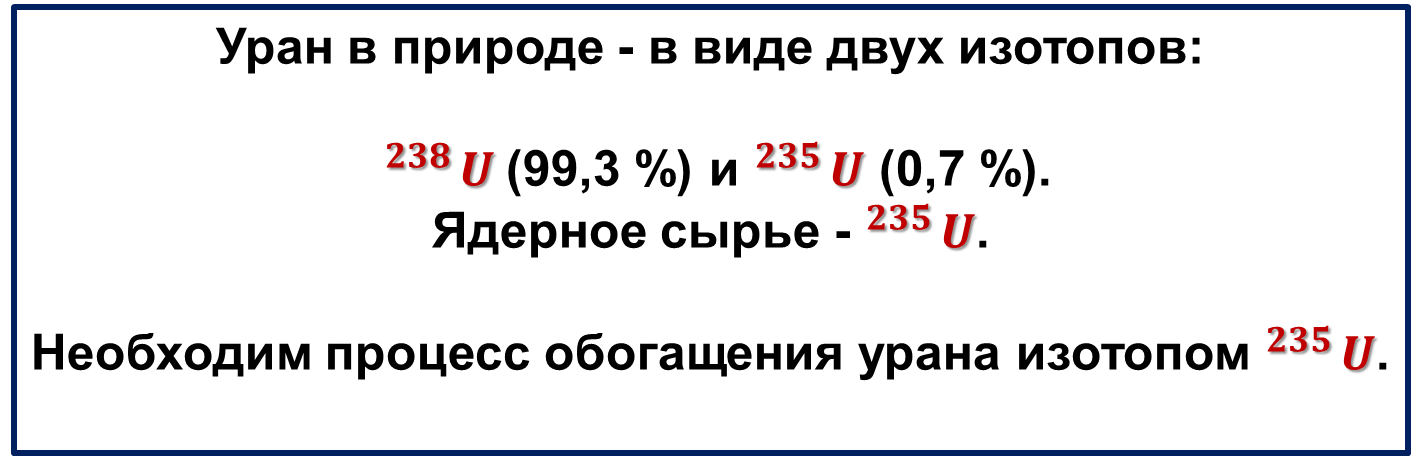 Уран в природе - в виде двух изотопов:
²³⁸U (99,3 %) и ²³⁵U (0,7 %).
Ядерное сырье - ²³⁵U.
Необходим процесс обогащения урана изотопом ²³⁵U.